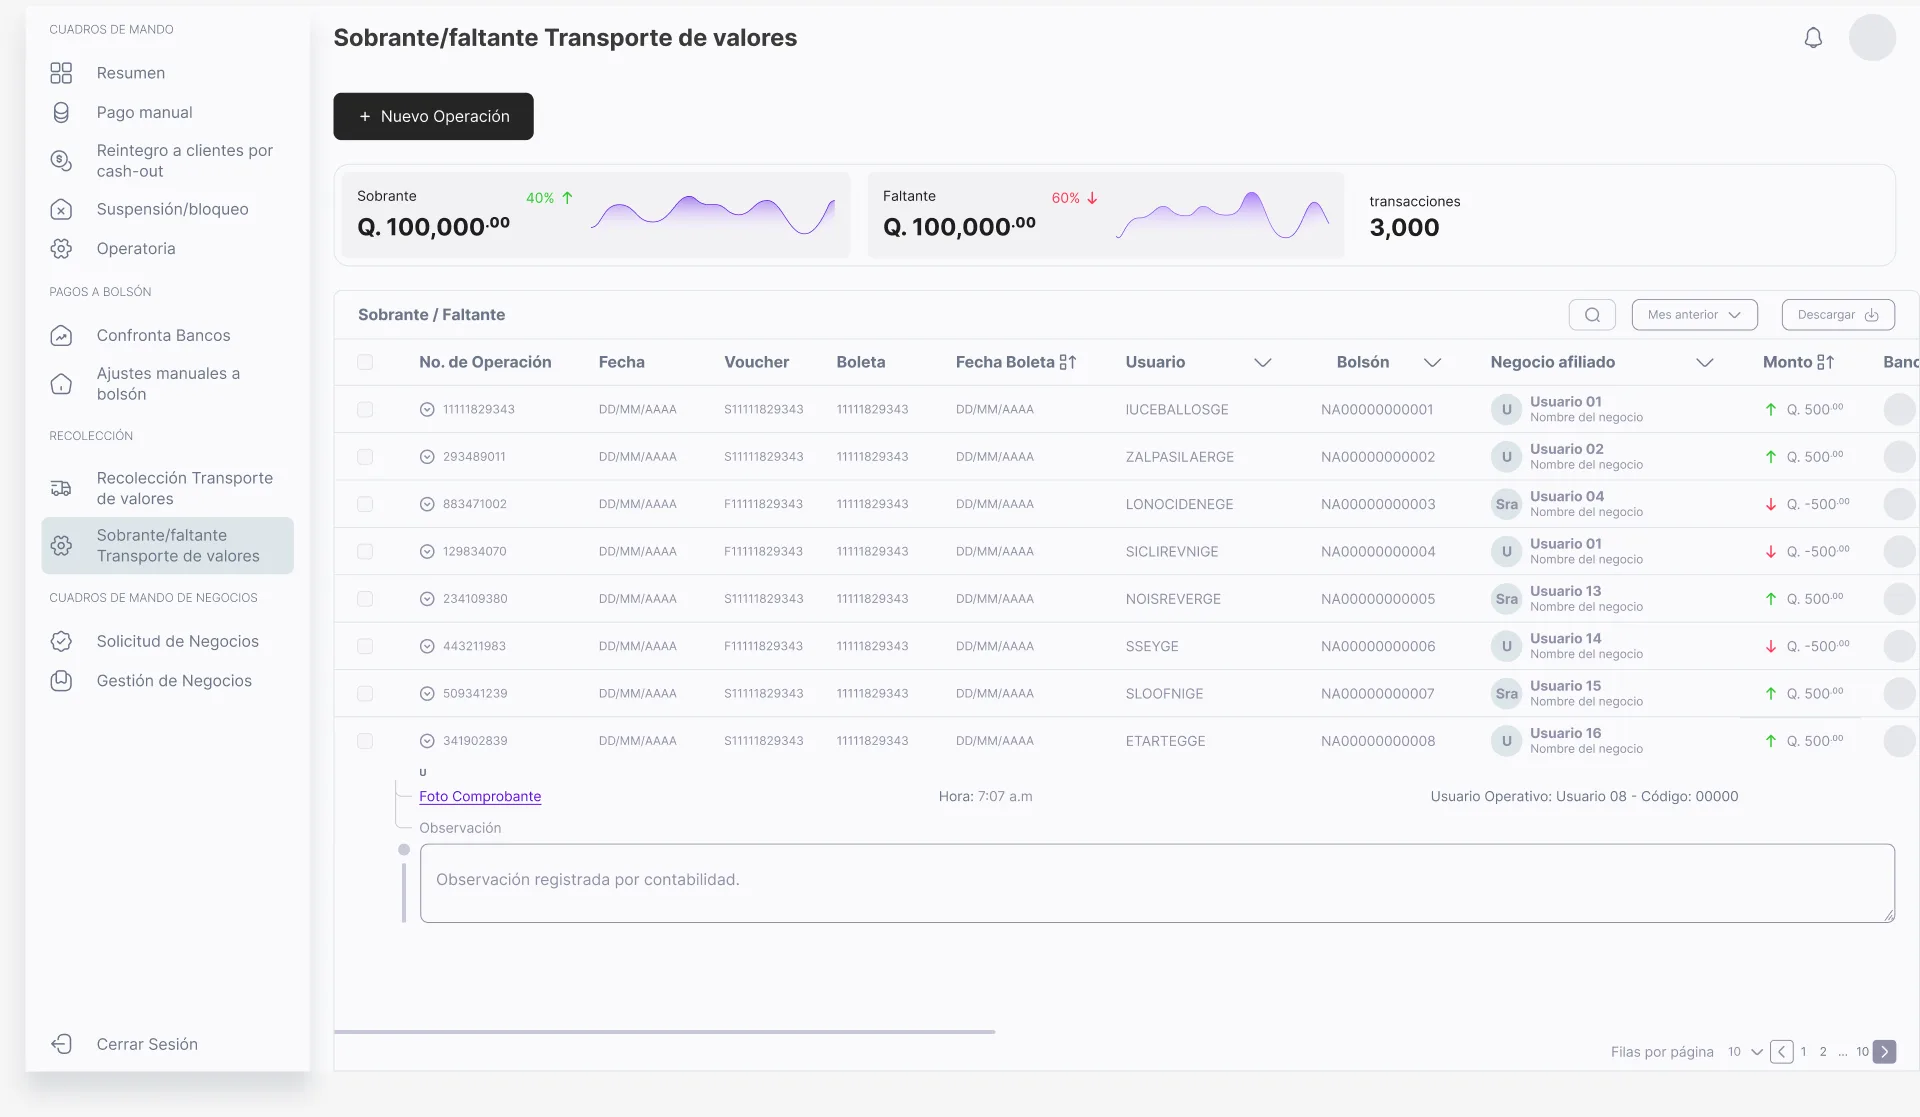 CUADROS DE MANDO
Resumen
Pago manual
Reintegro a clientes por
cash-out
Suspensión/bloqueo
Operatoria
PAGOS A BOLSÓN
Confronta Bancos
Ajustes manuales a
bolsón
RECOLECCIÓN
Recolección Transporte
de valores
Sobrante/faltante
Transporte de valores
CUADROS DE MANDO DE NEGOCIOS
Solicitud de Negocios
Gestión de Negocios
Cerrar Sesión
Sobrante/faltante Transporte de valores
+ Nuevo Operación
Sobrante 40%
Q. 100,000.00
Faltante 60%
Q. 100,000.00
transacciones
3,000
Sobrante / Faltante Mes anterior Descargar
No. de Operación Fecha Voucher Boleta Fecha Boleta Usuario Bolsón Negocio afiliado Monto Banc
11111829343 DD/MM/AAAA S11111829343 11111829343 DD/MM/AAAA IUCEBALLOSGE NA00000000001 U Usuario 01 Q. 500.00
Nombre del negocio
293489011 DD/MM/AAAA S11111829343 11111829343 DD/MM/AAAA ZALPASILAERGE NA00000000002 U Usuario 02 Q. 500.00
Nombre del negocio
883471002 DD/MM/AAAA F11111829343 11111829343 DD/MM/AAAA LONOCIDENEGE NA00000000003 Sra Usuario 04 Q. -500.00
Nombre del negocio
129834070 DD/MM/AAAA F11111829343 11111829343 DD/MM/AAAA SICLIREVNIGE NA00000000004 U Usuario 01 Q. -500.00
Nombre del negocio
234109380 DD/MM/AAAA S11111829343 11111829343 DD/MM/AAAA NOISREVERGE NA00000000005 Sra Usuario 13 Q. 500.00
Nombre del negocio
443211983 DD/MM/AAAA F11111829343 11111829343 DD/MM/AAAA SSEYGE NA00000000006 U Usuario 14 Q. -500.00
Nombre del negocio
509341239 DD/MM/AAAA S11111829343 11111829343 DD/MM/AAAA SLOOFNIGE NA00000000007 Sra Usuario 15 Q. 500.00
Nombre del negocio
341902839 DD/MM/AAAA S11111829343 11111829343 DD/MM/AAAA ETARTEGGE NA00000000008 U Usuario 16 Q. 500.00
Nombre del negocio
U
Foto Comprobante Hora: 7:07 a.m Usuario Operativo: Usuario 08 - Código: 00000
Observación
Observación registrada por contabilidad.
Filas por página 10 1 2 ... 10